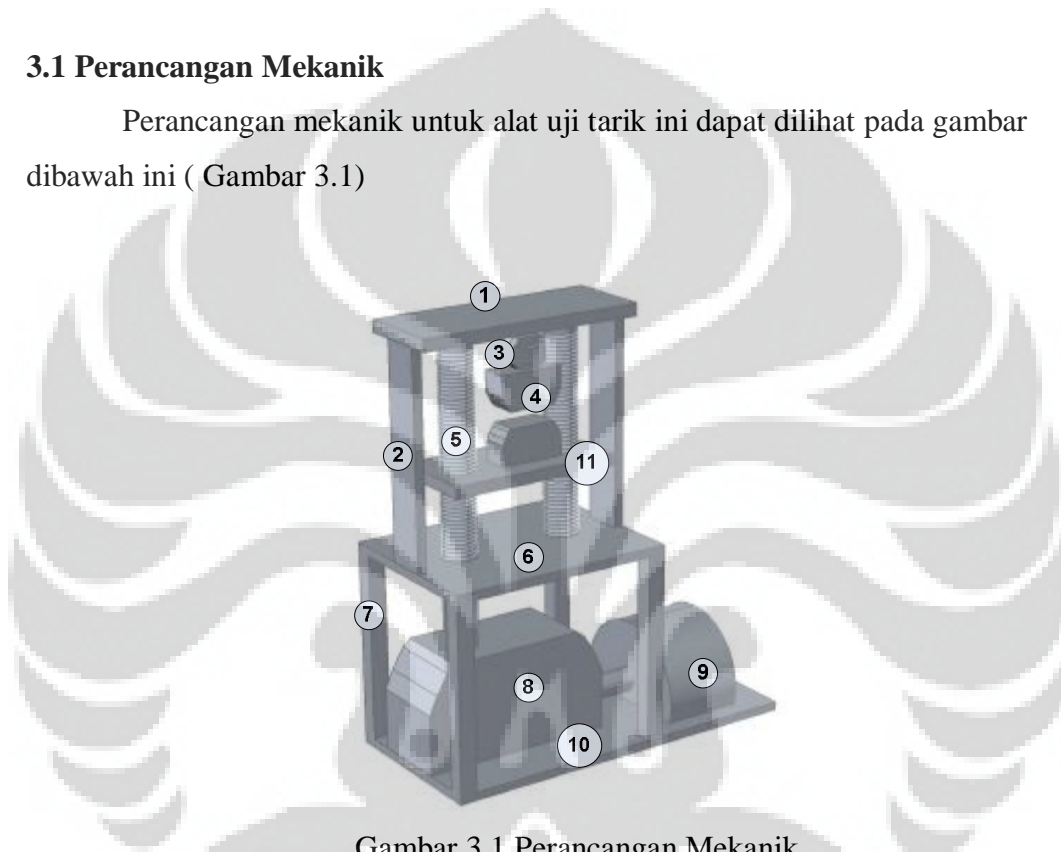 3.1 Perancangan Mekanik
Perancangan mekanik untuk alat uji tarik ini dapat dilihat pada gambar
dibawah ini ( Gambar 3.1)
1
3
4
5
2
11
6
7
9
8
10
Gambar 3.1 Perancangan Mekanik